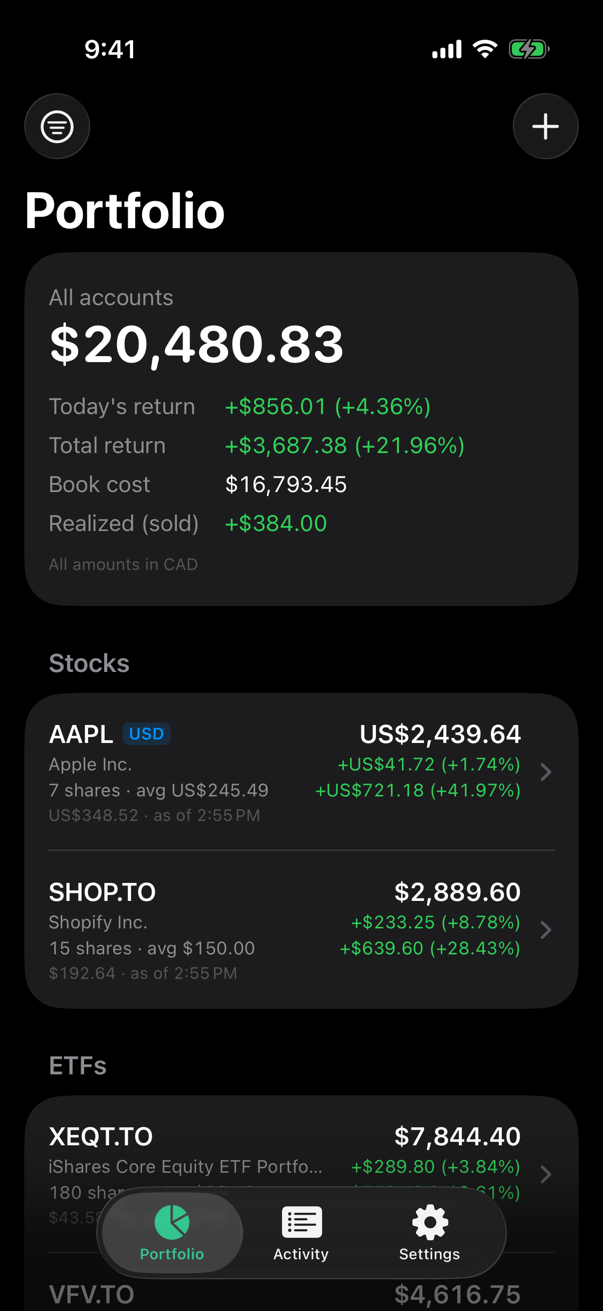 9:41
Portfolio
All accounts
$20,480.83
Today's return +$856.01 (+4.36%)
Total return +$3,687.38 (+21.96%)
Book cost $16,793.45
Realized (sold) +$384.00
All amounts in CAD
Stocks
AAPL USD US$2,439.64
Apple Inc. +US$41.72 (+1.74%)
7 shares · avg US$245.49 +US$721.18 (+41.97%)
US$348.52 · as of 2:55 PM
SHOP.TO $2,889.60
Shopify Inc. +$233.25 (+8.78%)
15 shares · avg $150.00 +$639.60 (+28.43%)
$192.64 · as of 2:55 PM
ETFs
XEQT.TO $7,844.40
iShares Core Equity ETF Portfo... +$289.80 (+3.84%)
180
Portfolio Activity Settings
VFV.TO $4,616.75